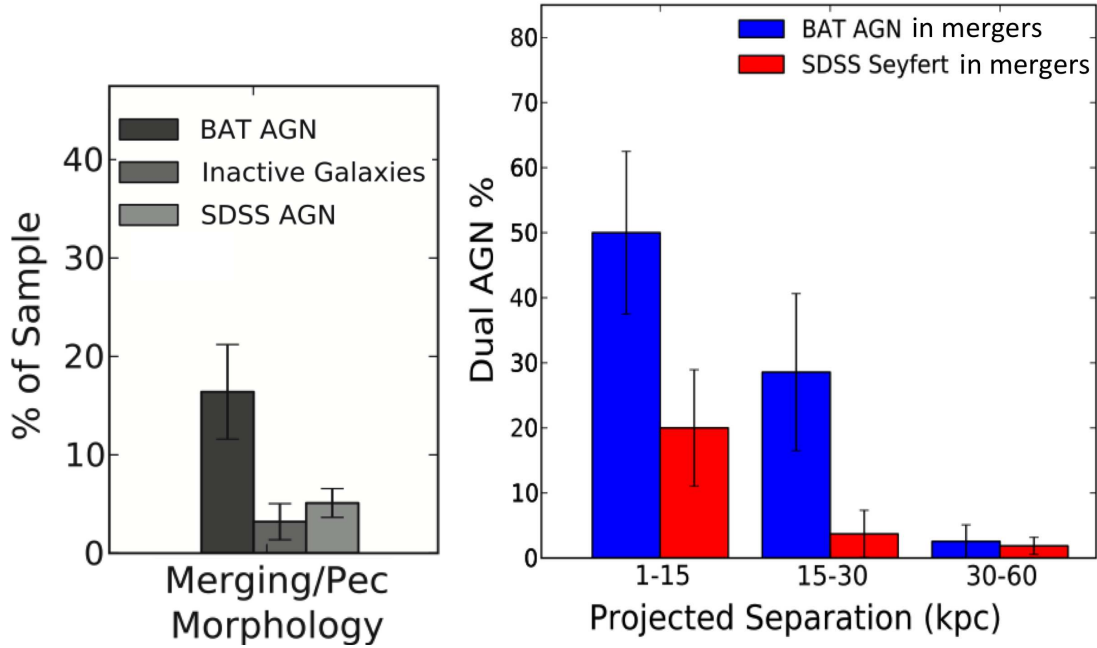 BAT AGN
Inactive Galaxies
SDSS AGN
40
30
20
10
0
% of Sample
Merging/Pec
Morphology
BAT AGN in mergers
SDSS Seyfert in mergers
80
70
60
50
40
30
20
10
0
Dual AGN %
1-15 15-30 30-60
Projected Separation (kpc)